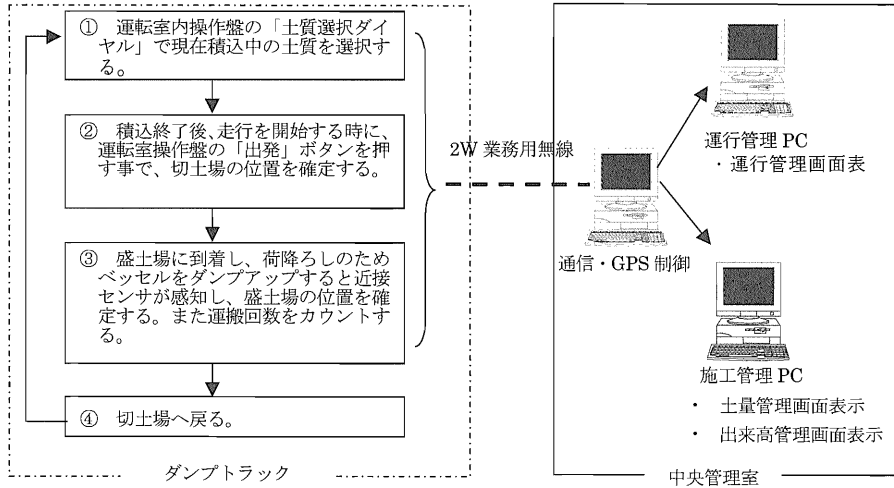 ① 運転室内操作盤の「土質選択ダイ
ヤル」で現在積込中の土質を選択す
る。
② 積込終了後、走行を開始する時に、
運転室操作盤の「出発」ボタンを押
す事で、切土場の位置を確定する。
③ 盛土場に到着し、荷降ろしのため
ベッセルをダンプアップすると近接
センサが感知し、盛土場の位置を確
定する。また運搬回数をカウントす
る。
④ 切土場へ戻る。
ダンプトラック
2W 業務用無線
通信・GPS 制御
運行管理 PC
・運行管理画面表
施工管理 PC
・ 土量管理画面表示
・ 出来高管理画面表示
中央管理室